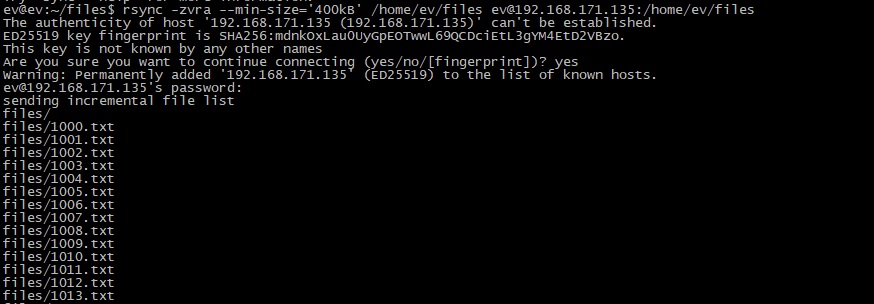 ev@ev:~/files$ rsync -zvra --min-size='400kB' /home/ev/files ev@192.168.171.135:/home/ev/files
The authenticity of host '192.168.171.135 (192.168.171.135)' can't be established.
ED25519 key fingerprint is SHA256:mdnkOxLau0UyGpEOTwwL69QCDciEtL3gYM4EtD2VBzo.
This key is not known by any other names
Are you sure you want to continue connecting (yes/no/[fingerprint])? yes
Warning: Permanently added '192.168.171.135' (ED25519) to the list of known hosts.
ev@192.168.171.135's password:
sending incremental file list
files/
files/1000.txt
files/1001.txt
files/1002.txt
files/1003.txt
files/1004.txt
files/1005.txt
files/1006.txt
files/1007.txt
files/1008.txt
files/1009.txt
files/1010.txt
files/1011.txt
files/1012.txt
files/1013.txt